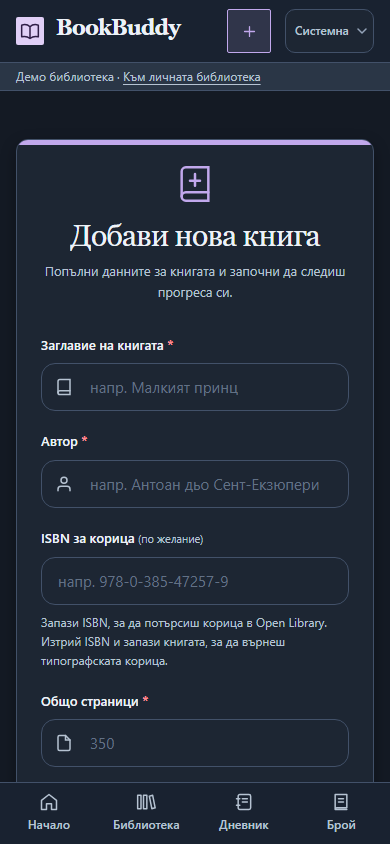 BookBuddy
Системна
Демо библиотека · Към личната библиотека
Добави нова книга
Попълни данните за книгата и започни да следиш
прогреса си.
Заглавие на книгата *
напр. Малкият принц
Автор *
напр. Антоан дьо Сент-Екзюпери
ISBN за корица (по желание)
напр. 978-0-385-47257-9
Запази ISBN, за да потърсиш корица в Open Library.
Изтрий ISBN и запази книгата, за да върнеш
типографската корица.
Общо страници *
350
Начало
Библиотека
Дневник
Брой